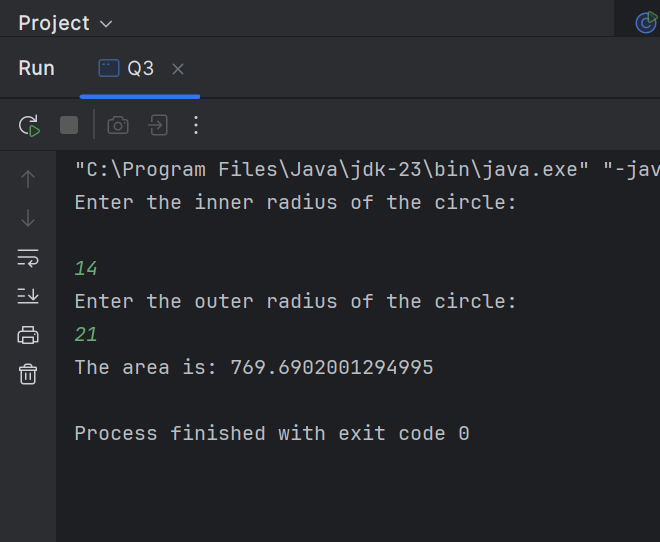 Project
Run Q3
"C:\Program Files\Java\jdk-23\bin\java.exe" "-jav
Enter the inner radius of the circle:
14
Enter the outer radius of the circle:
21
The area is: 769.6902001294995
Process finished with exit code 0